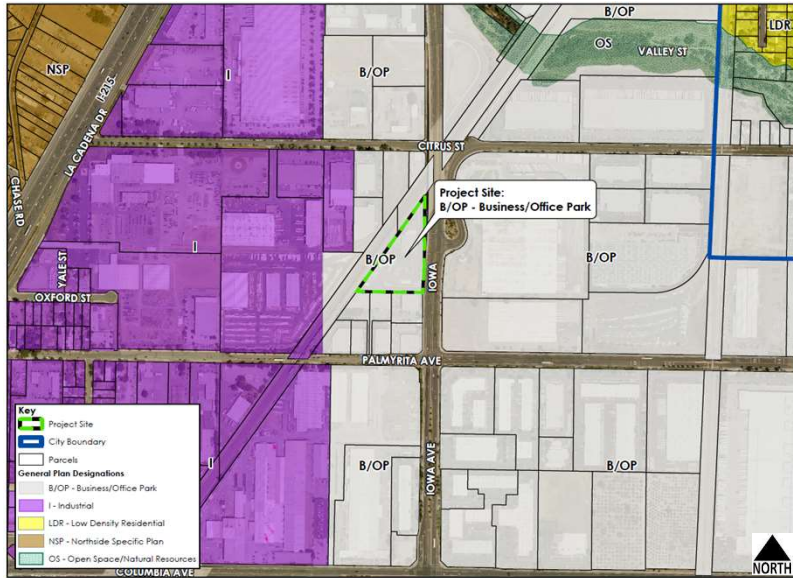 B/OP
LDR
OS
VALLEY ST
NSP
I-215
LA CADENA DR
I
B/OP
CITRUS ST
CHASE RD
Project Site:
B/OP - Business/Office Park
I
B/OP
B/OP
YALE ST
IOWA
OXFORD ST
PALMYRITA AVE
Key
Project Site
City Boundary
Parcels
General Plan Designations
B/OP - Business/Office Park
I - Industrial
LDR - Low Density Residential
NSP - Northside Specific Plan
OS - Open Space/Natural Resources
I
B/OP
IOWA AVE
B/OP
COLUMBIA AVE
NORTH